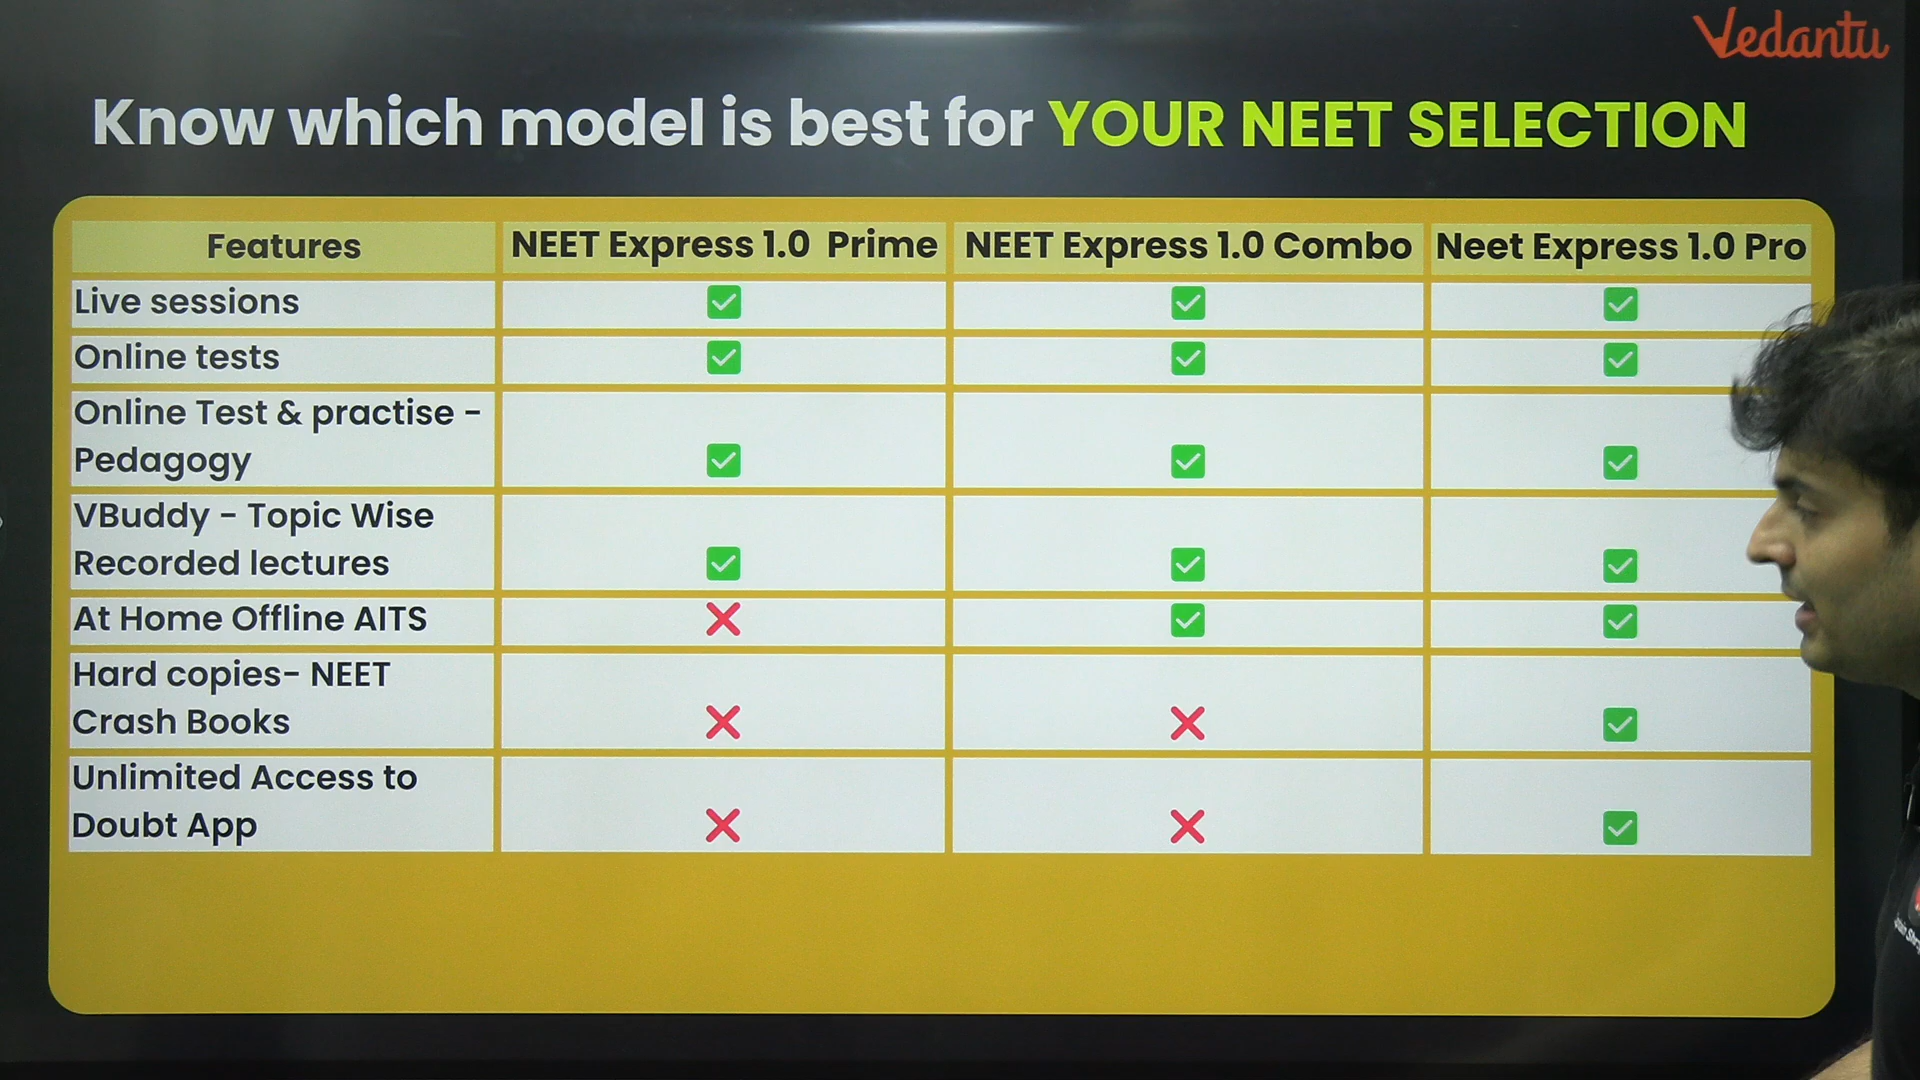 Vedantu
Know which model is best for YOUR NEET SELECTION
Features NEET Express 1.0 Prime NEET Express 1.0 Combo Neet Express 1.0 Pro
Live sessions ✅ ✅ ✅
Online tests ✅ ✅ ✅
Online Test & practise -
Pedagogy ✅ ✅ ✅
VBuddy - Topic Wise
Recorded lectures ✅ ✅ ✅
At Home Offline AITS ❌ ✅ ✅
Hard copies- NEET
Crash Books ❌ ❌ ✅
Unlimited Access to
Doubt App ❌ ❌ ✅